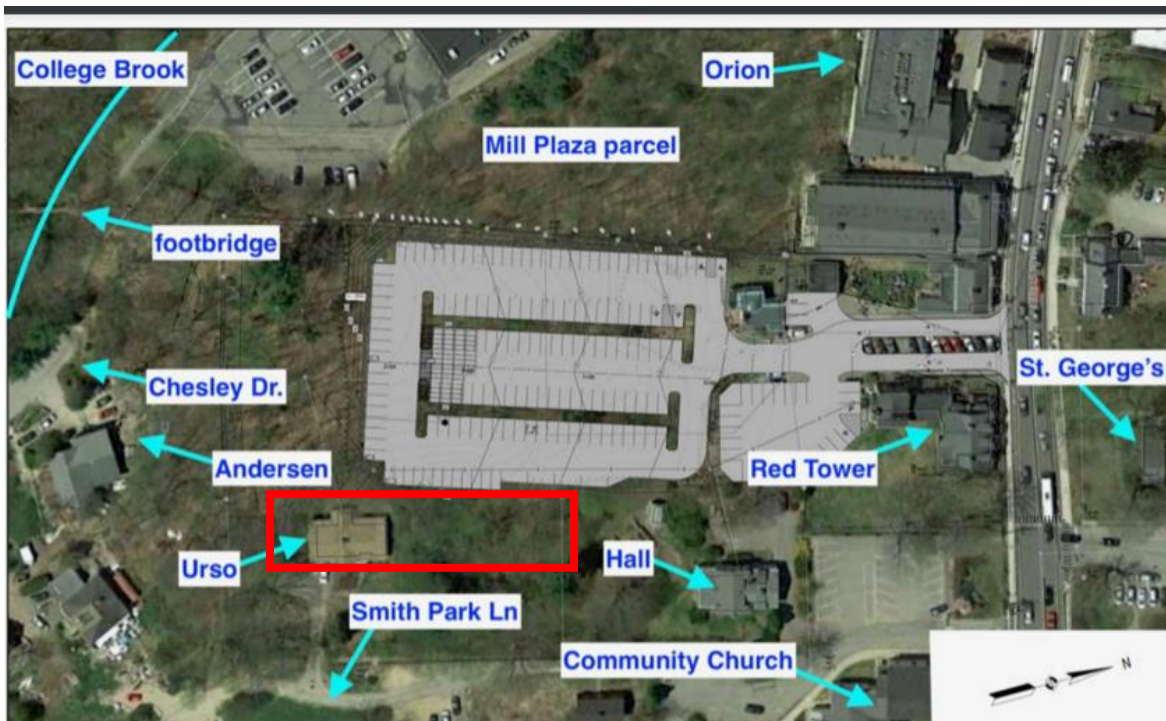 College Brook
Orion
Mill Plaza parcel
footbridge
Chesley Dr.
St. George's
Andersen
Red Tower
Urso
Hall
Smith Park Ln
Community Church
N